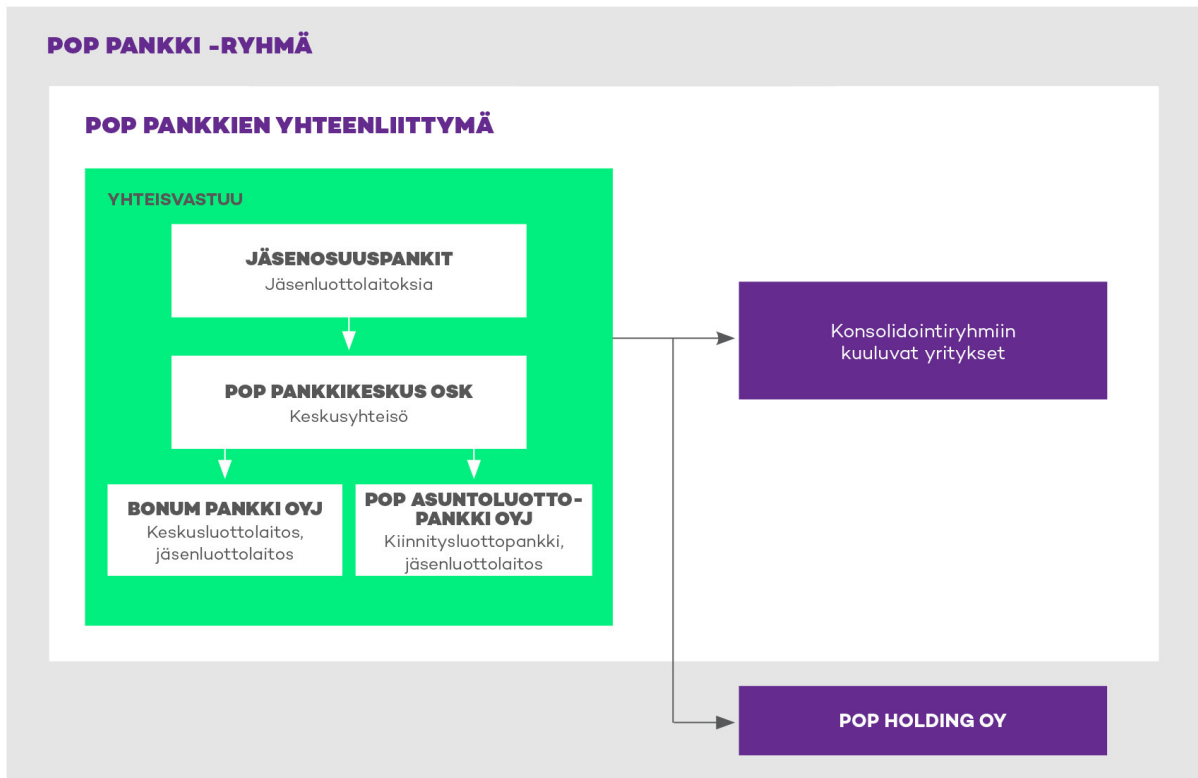 POP PANKKI -RYHMÄ
POP PANKKIEN YHTEENLIITTYMÄ
YHTEISVASTUU
JÄSENOSUUSPANKIT
Jäsenluottolaitoksia
POP PANKKIKESKUS OSK
Keskusyhteisö
BONUM PANKKI OYJ
Keskusluottolaitos,
jäsenluottolaitos
POP ASUNTOLUOTTO-
PANKKI OYJ
Kiinnitysluottopankki,
jäsenluottolaitos
Konsolidointiryhmiin
kuuluvat yritykset
POP HOLDING OY